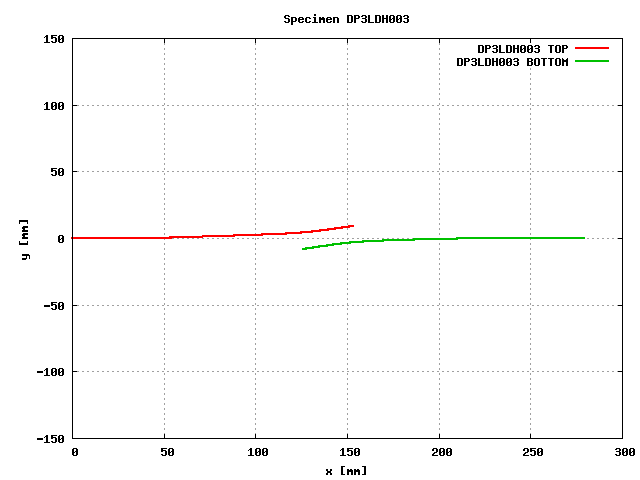 Specimen DP3LDH003
DP3LDH003 TOP
DP3LDH003 BOTTOM
150
100
50
0
-50
-100
-150
y [mm]
0 50 100 150 200 250 300
x [mm]